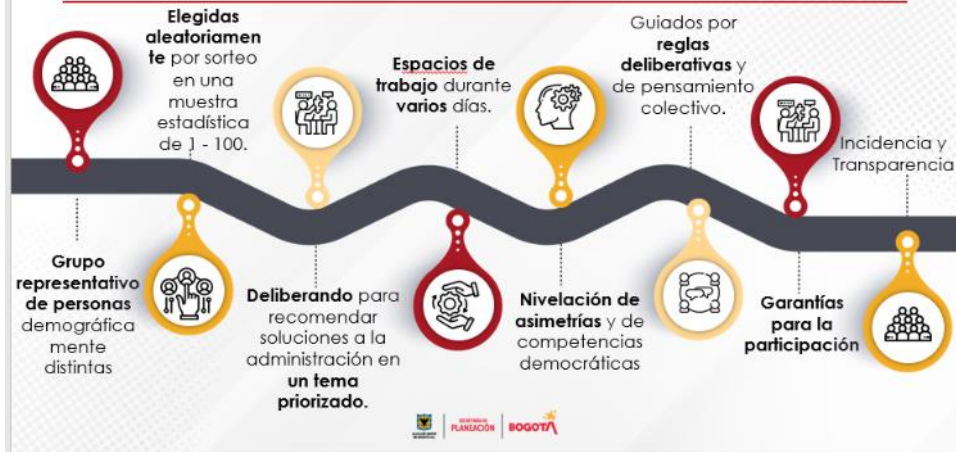 Elegidas
aleatoriamen
te por sorteo
en una
muestra
estadística
de 1 - 100.
Espacios de
trabajo durante
varios días.
Guiados por
reglas
deliberativas y
de pensamiento
colectivo.
Incidencia y
Transparencia
Grupo
representativo
de personas
demográfica
mente
distintas
Deliberando para
recomendar
soluciones a la
administración en
un tema
priorizado.
Nivelación de
asimetrías y de
competencias
democráticas
Garantías
para la
participación
SECRETARÍA DE
PLANEACIÓN
BOGOTÁ